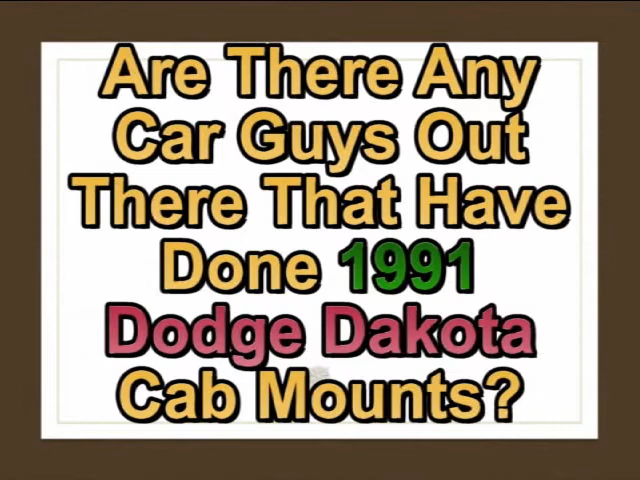 Are There Any
Car Guys Out
There That Have
Done 1991
Dodge Dakota
Cab Mounts?